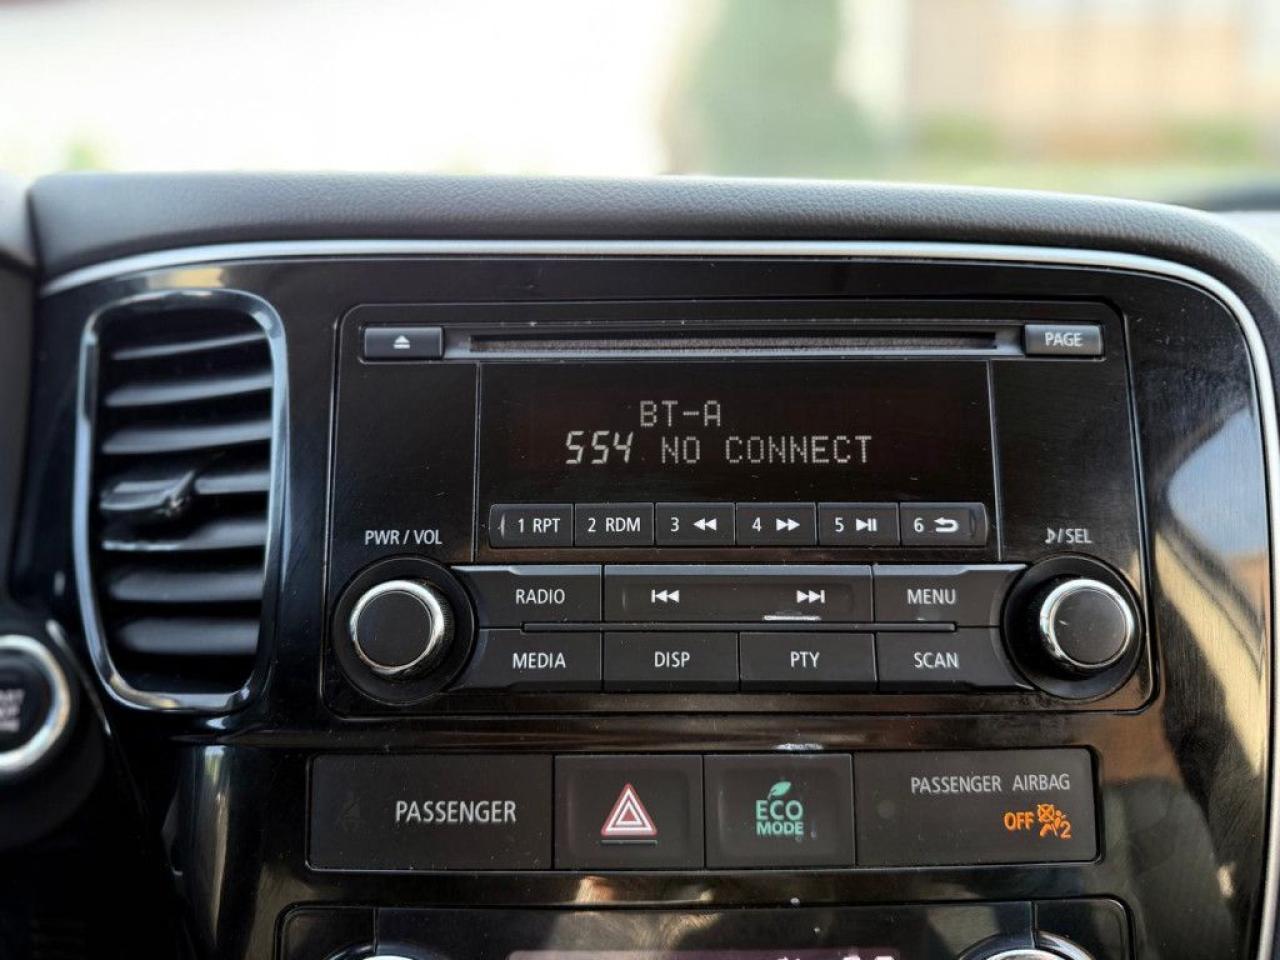 PAGE
BT-A
554 NO CONNECT
1 RPT 2 RDM 3 4 5 6
PWR / VOL
/SEL
RADIO MENU
MEDIA DISP PTY SCAN
PASSENGER
ECO
MODE
PASSENGER AIRBAG
OFF 2